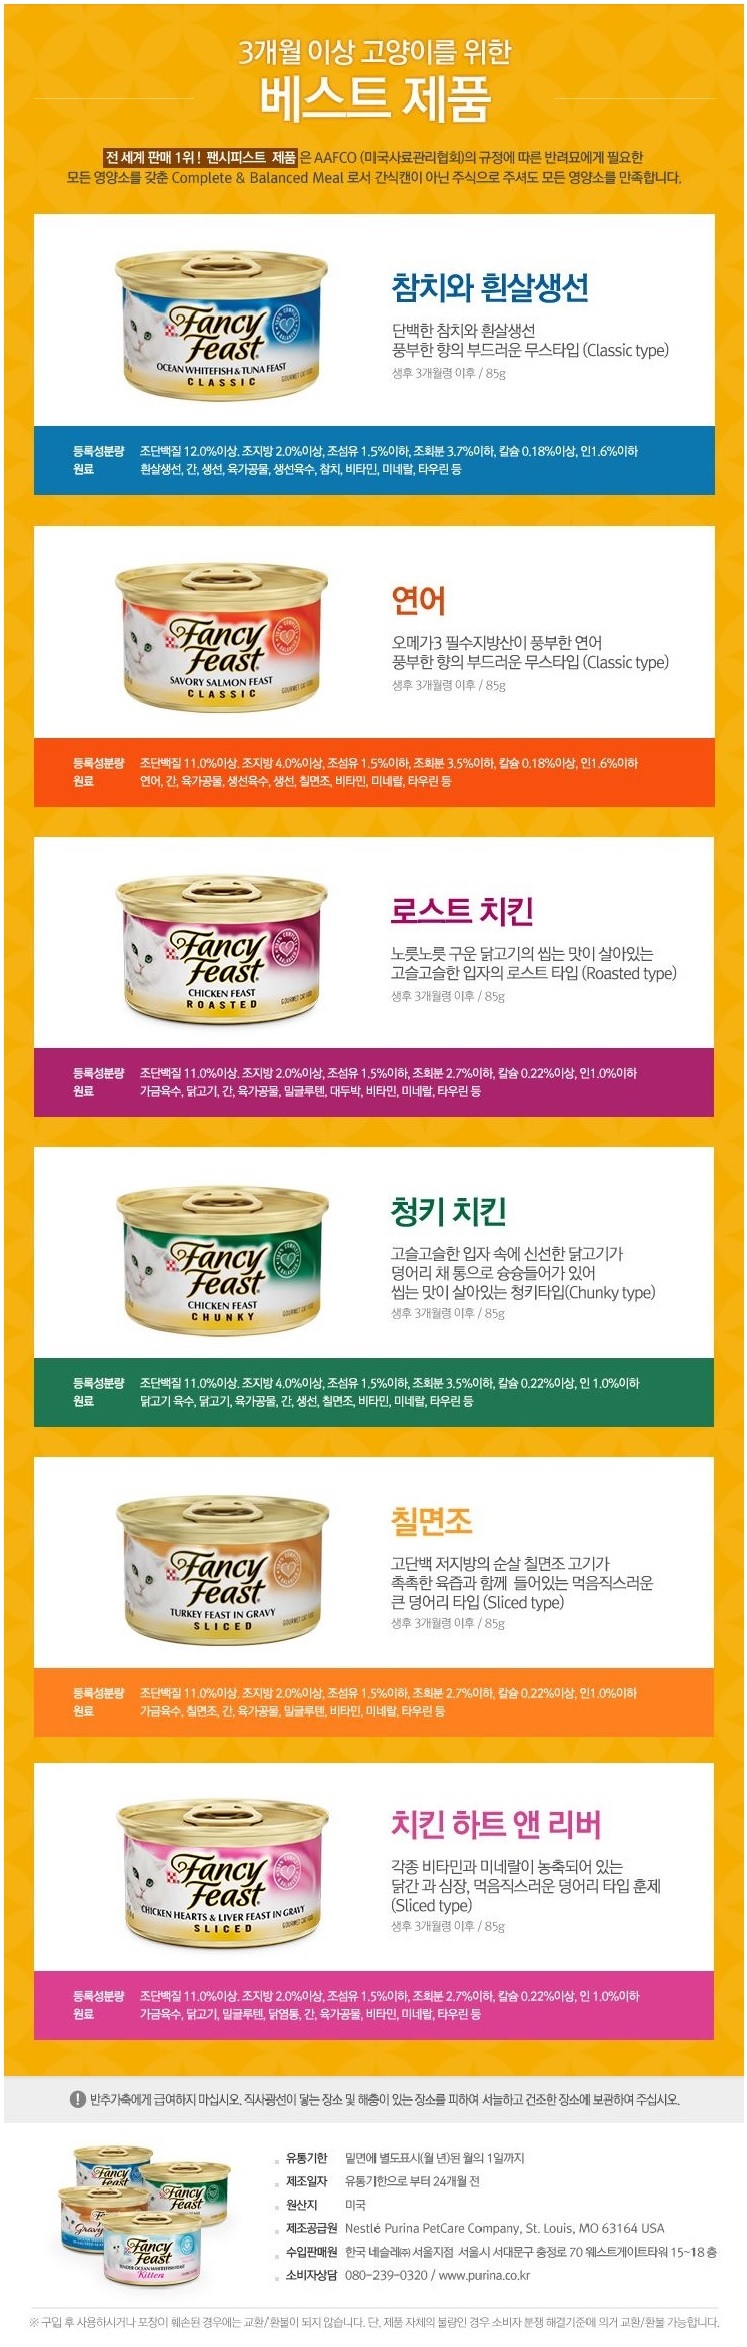 3개월 이상 고양이를 위한
베스트 제품
전 세계 판매 1위! 팬시피스트 제품은 AAFCO (미국사료관리협회)의 규정에 따른 반려묘에게 필요한
모든 영양소를 갖춘 Complete & Balanced Meal 로서 간식캔이 아닌 주식으로 주셔도 모든 영양소를 만족합니다.
Fancy
Feast
OCEAN WHITEFISH & TUNA FEAST
CLASSIC
GOURMET CAT FOOD
참치와 흰살생선
단백한 참치와 흰살생선
풍부한 향의 부드러운 무스타입 (Classic type)
생후 3개월령 이후 / 85g
등록성분량 조단백질 12.0%이상. 조지방 2.0%이상, 조섬유 1.5%이하, 조회분 3.7%이하, 칼슘 0.18%이상, 인1.6%이하
원료 흰살생선, 간, 생선, 육가공물, 생선육수, 참치, 비타민, 미네랄, 타우린 등
Fancy
Feast
SAVORY SALMON FEAST
CLASSIC
GOURMET CAT FOOD
연어
오메가3 필수지방산이 풍부한 연어
풍부한 향의 부드러운 무스타입 (Classic type)
생후 3개월령 이후 / 85g
등록성분량 조단백질 11.0%이상. 조지방 4.0%이상, 조섬유 1.5%이하, 조회분 3.5%이하, 칼슘 0.18%이상, 인1.6%이하
원료 연어, 간, 육가공물, 생선육수, 생선, 칠면조, 비타민, 미네랄, 타우린 등
Fancy
Feast
CHICKEN FEAST
ROASTED
GOURMET CAT FOOD
로스트 치킨
노릇노릇 구운 닭고기의 씹는 맛이 살아있는
고슬고슬한 입자의 로스트 타입 (Roasted type)
생후 3개월령 이후 / 85g
등록성분량 조단백질 11.0%이상. 조지방 2.0%이상, 조섬유 1.5%이하, 조회분 2.7%이하, 칼슘 0.22%이상, 인1.0%이하
원료 가금육수, 닭고기, 간, 육가공물, 밀글루텐, 대두박, 비타민, 미네랄, 타우린 등
Fancy
Feast
CHICKEN FEAST
CHUNKY
GOURMET CAT FOOD
청키 치킨
고슬고슬한 입자 속에 신선한 닭고기가
덩어리 채 통으로 슝슝들어가 있어
씹는 맛이 살아있는 청키타입(Chunky type)
생후 3개월령 이후 / 85g
등록성분량 조단백질 11.0%이상. 조지방 4.0%이상, 조섬유 1.5%이하, 조회분 3.5%이하, 칼슘 0.22%이상, 인 1.0%이하
원료 닭고기 육수, 닭고기, 육가공물, 간, 생선, 칠면조, 비타민, 미네랄, 타우린 등
Fancy
Feast
TURKEY FEAST IN GRAVY
SLICED
GOURMET CAT FOOD
칠면조
고단백 저지방의 순살 칠면조 고기가
촉촉한 육즙과 함께 들어있는 먹음직스러운
큰 덩어리 타입 (Sliced type)
생후 3개월령 이후 / 85g
등록성분량 조단백질 11.0%이상. 조지방 2.0%이상, 조섬유 1.5%이하, 조회분 2.7%이하, 칼슘 0.22%이상, 인1.0%이하
원료 가금육수, 칠면조, 간, 육가공물, 밀글루텐, 비타민, 미네랄, 타우린 등
Fancy
Feast
CHICKEN HEARTS & LIVER FEAST IN GRAVY
SLICED
GOURMET CAT FOOD
치킨 하트 앤 리버
각종 비타민과 미네랄이 농축되어 있는
닭간 과 심장, 먹음직스러운 덩어리 타입 훈제
(Sliced type)
생후 3개월령 이후 / 85g
등록성분량 조단백질 11.0%이상. 조지방 2.0%이상, 조섬유 1.5%이하, 조회분 2.7%이하, 칼슘 0.22%이상, 인 1.0%이하
원료 가금육수, 닭고기, 밀글루텐, 닭염통, 간, 육가공물, 비타민, 미네랄, 타우린 등
반추가축에게 급여하지 마십시오. 직사광선이 닿는 장소 및 해충이 있는 장소를 피하여 서늘하고 건조한 장소에 보관하여 주십시오.
Fancy
Feast
Fancy
Feast
Gravy
Fancy
Feast
Kitten
유통기한 밑면에 별도표시(월 년)된 월의 1일까지
제조일자 유통기한으로 부터 24개월 전
원산지 미국
제조공급원 Nestlé Purina PetCare Company, St. Louis, MO 63164 USA
수입판매원 한국 네슬레㈜ 서울지점 서울시 서대문구 충정로 70 웨스트게이트타워 15~18 층
소비자상담 080-239-0320 / www.purina.co.kr
※ 구입 후 사용하시거나 포장이 훼손된 경우에는 교환/환불이 되지 않습니다. 단, 제품 자체의 불량인 경우 소비자 분쟁 해결기준에 의거 교환/환불 가능합니다.